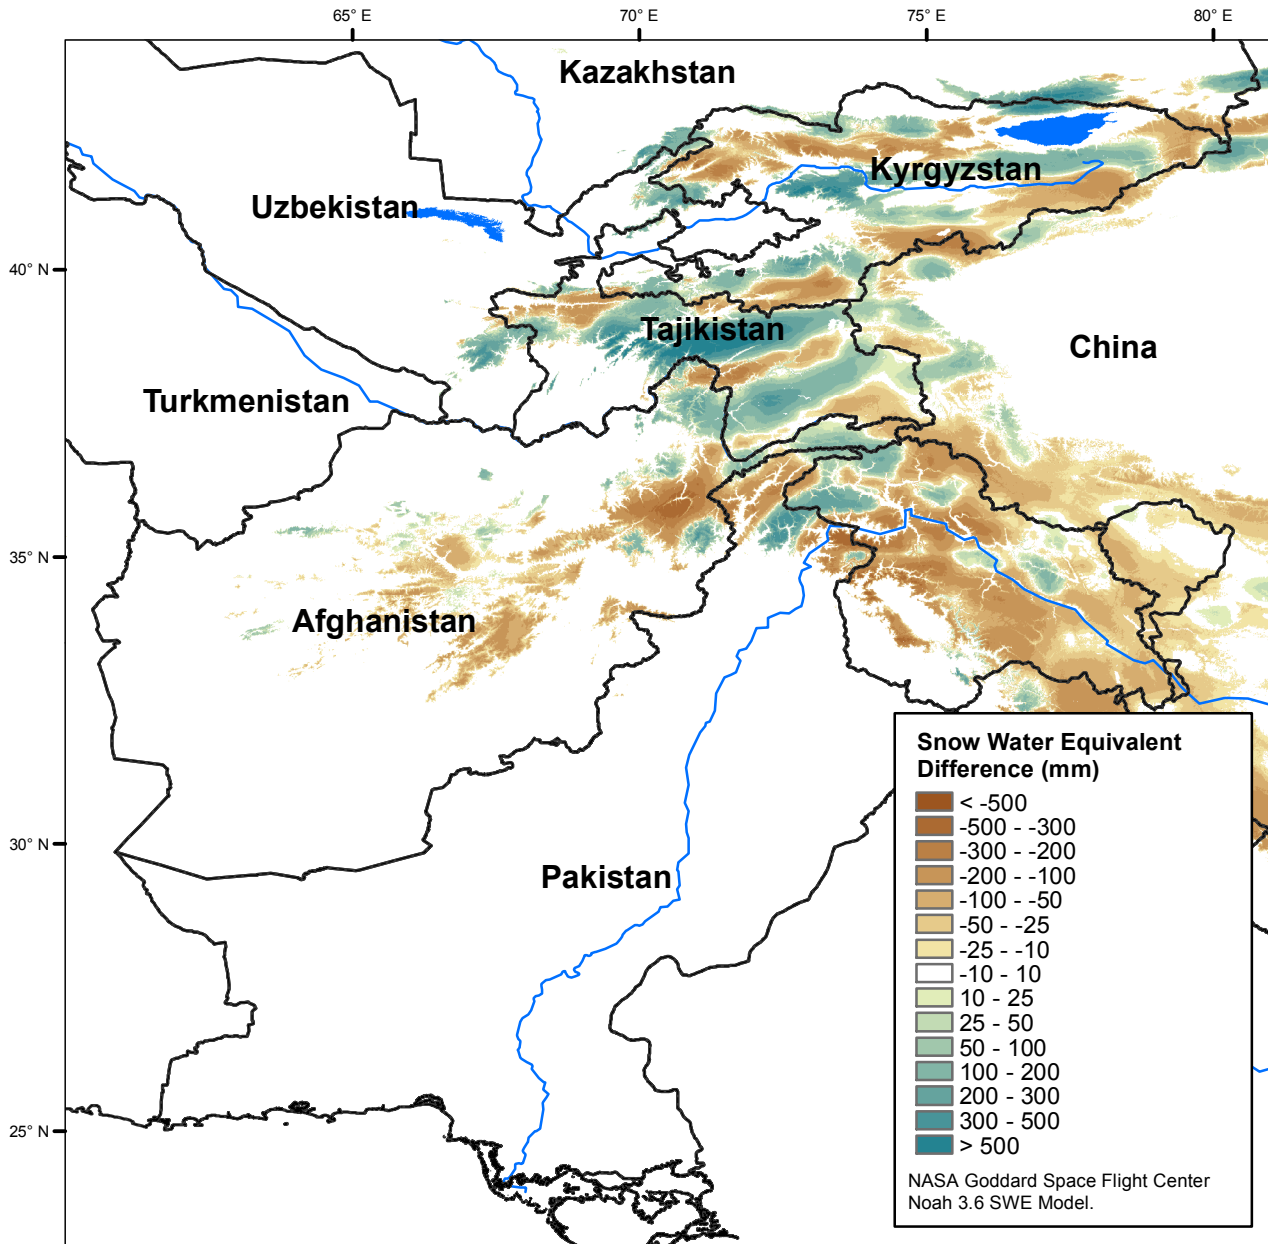 65° E
70° E
75° E
80° E
Kazakhstan
Kyrgyzstan
Uzbekistan
40° N
Tajikistan
China
Turkmenistan
35° N
Afghanistan
30° N
Pakistan
25° N
Snow Water Equivalent
Difference (mm)
< -500
-500 - -300
-300 - -200
-200 - -100
-100 - -50
-50 - -25
-25 - -10
-10 - 10
10 - 25
25 - 50
50 - 100
100 - 200
200 - 300
300 - 500
> 500
NASA Goddard Space Flight Center
Noah 3.6 SWE Model.